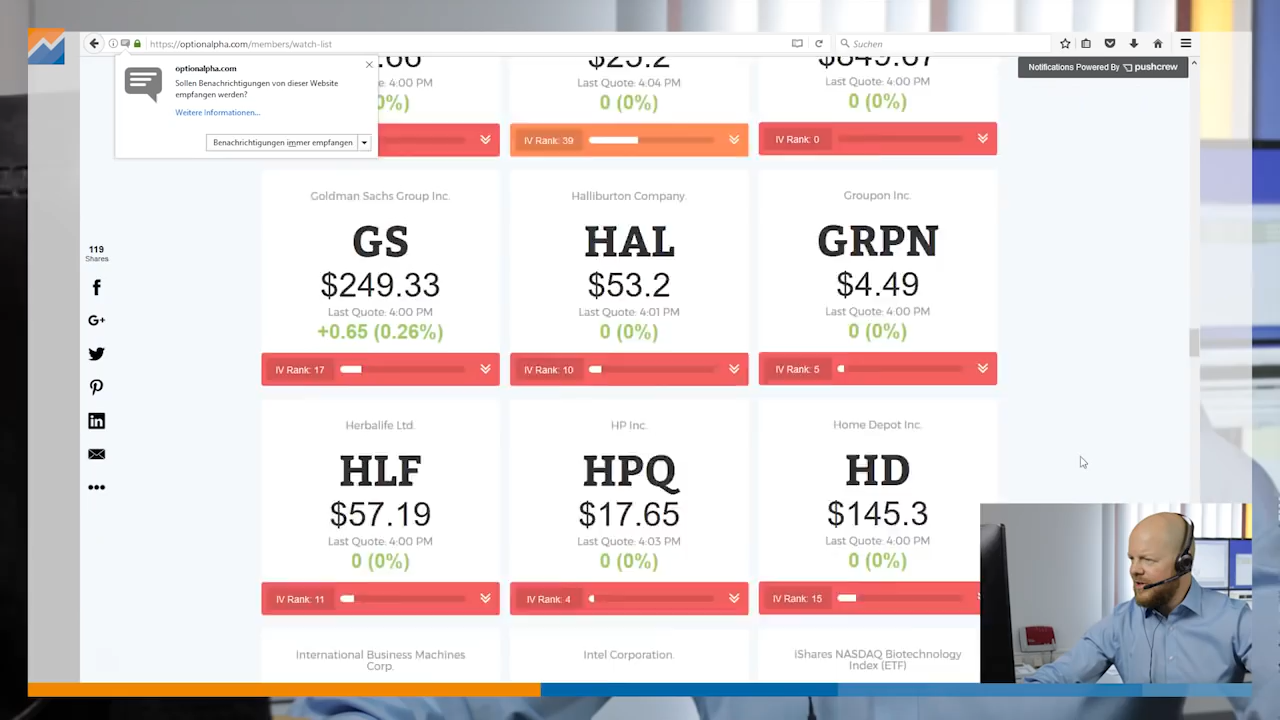 https://optionalpha.com/members/watch-list
Suchen
optionalpha.com
Sollen Benachrichtigungen von dieser Website
empfangen werden?
Weitere Informationen...
Benachrichtigungen immer empfangen
Notifications Powered By pushcrew
4:00 PM
Last Quote: 4:04 PM
Last Quote: 4:00 PM
0 (0%)
0 (0%)
IV Rank: 39
IV Rank: 0
119
Shares
Goldman Sachs Group Inc.
GS
$249.33
Last Quote: 4:00 PM
+0.65 (0.26%)
IV Rank: 17
Halliburton Company
HAL
$53.2
Last Quote: 4:01 PM
0 (0%)
IV Rank: 10
Groupon Inc.
GRPN
$4.49
Last Quote: 4:00 PM
0 (0%)
IV Rank: 5
Herbalife Ltd.
HLF
$57.19
Last Quote: 4:00 PM
0 (0%)
IV Rank: 11
HP Inc.
HPQ
$17.65
Last Quote: 4:03 PM
0 (0%)
IV Rank: 4
Home Depot Inc.
HD
$145.3
Last Quote: 4:00 PM
0 (0%)
IV Rank: 15
International Business Machines
Corp.
Intel Corporation
iShares NASDAQ Biotechnology
Index (ETF)